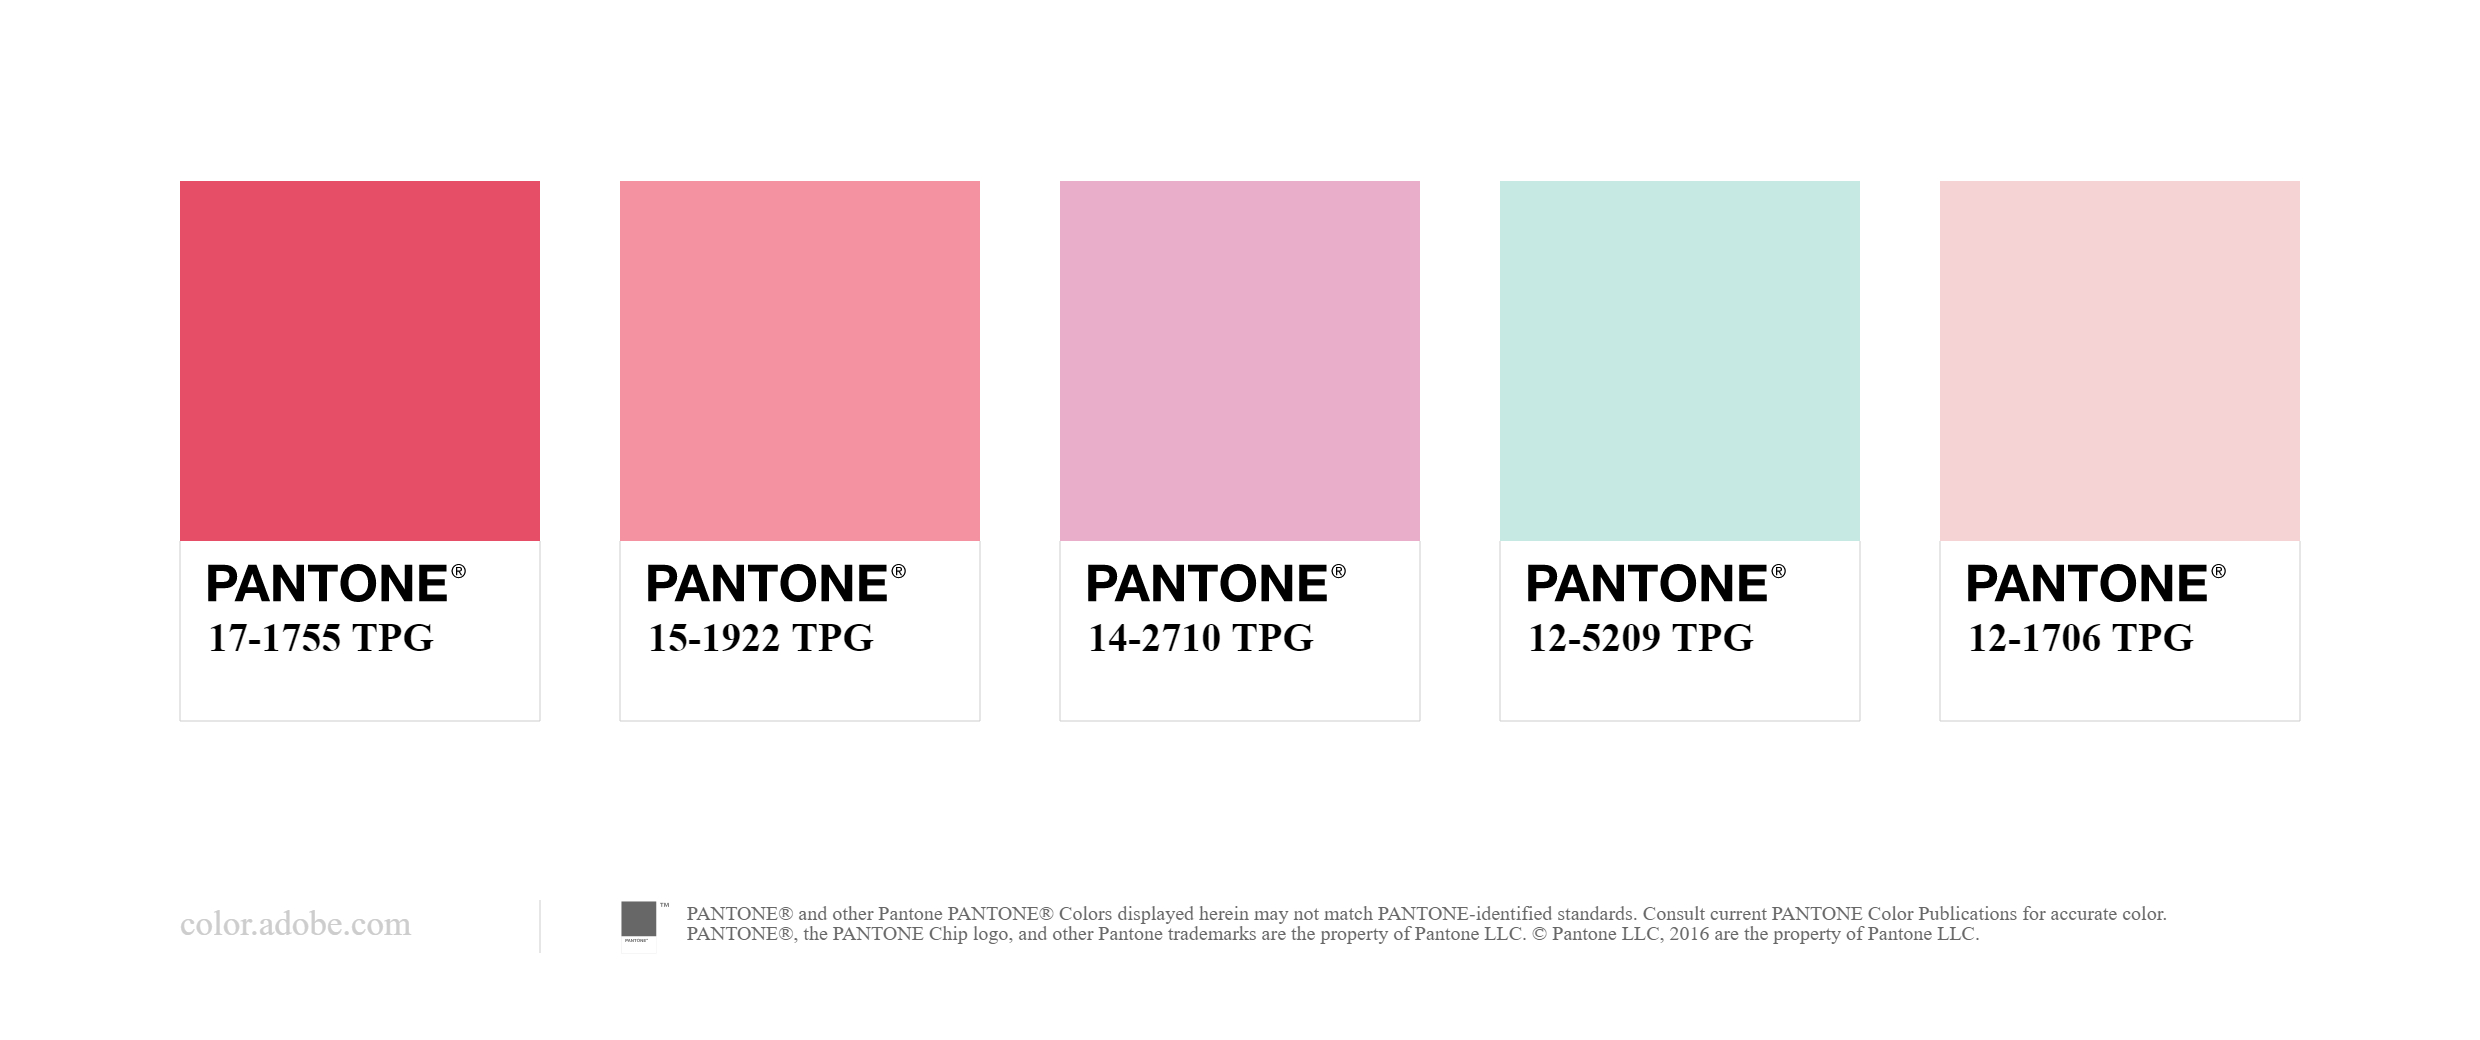 PANTONE®
17-1755 TPG
PANTONE®
15-1922 TPG
PANTONE®
14-2710 TPG
PANTONE®
12-5209 TPG
PANTONE®
12-1706 TPG
color.adobe.com
™
PANTONE®
PANTONE® and other Pantone PANTONE® Colors displayed herein may not match PANTONE-identified standards. Consult current PANTONE Color Publications for accurate color.
PANTONE®, the PANTONE Chip logo, and other Pantone trademarks are the property of Pantone LLC. © Pantone LLC, 2016 are the property of Pantone LLC.